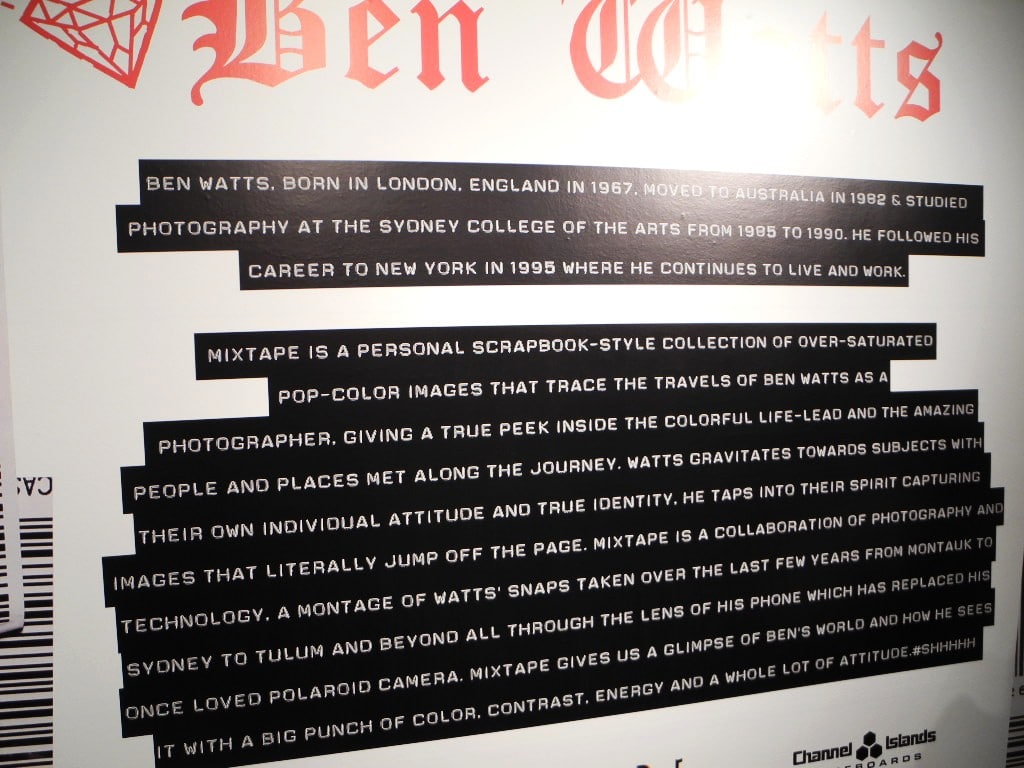 Ben Watts
BEN WATTS, BORN IN LONDON, ENGLAND IN 1967, MOVED TO AUSTRALIA IN 1982 & STUDIED
PHOTOGRAPHY AT THE SYDNEY COLLEGE OF THE ARTS FROM 1985 TO 1990. HE FOLLOWED HIS
CAREER TO NEW YORK IN 1995 WHERE HE CONTINUES TO LIVE AND WORK.
MIXTAPE IS A PERSONAL SCRAPBOOK-STYLE COLLECTION OF OVER-SATURATED
POP-COLOR IMAGES THAT TRACE THE TRAVELS OF BEN WATTS AS A
PHOTOGRAPHER, GIVING A TRUE PEEK INSIDE THE COLORFUL LIFE-LEAD AND THE AMAZING
PEOPLE AND PLACES MET ALONG THE JOURNEY. WATTS GRAVITATES TOWARDS SUBJECTS WITH
THEIR OWN INDIVIDUAL ATTITUDE AND TRUE IDENTITY, HE TAPS INTO THEIR SPIRIT CAPTURING
IMAGES THAT LITERALLY JUMP OFF THE PAGE. MIXTAPE IS A COLLABORATION OF PHOTOGRAPHY AND
TECHNOLOGY, A MONTAGE OF WATTS' SNAPS TAKEN OVER THE LAST FEW YEARS FROM MONTAUK TO
SYDNEY TO TULUM AND BEYOND ALL THROUGH THE LENS OF HIS PHONE WHICH HAS REPLACED HIS
ONCE LOVED POLAROID CAMERA. MIXTAPE GIVES US A GLIMPSE OF BEN'S WORLD AND HOW HE SEES
IT WITH A BIG PUNCH OF COLOR, CONTRAST, ENERGY AND A WHOLE LOT OF ATTITUDE.#SHHHHH
Channel Islands